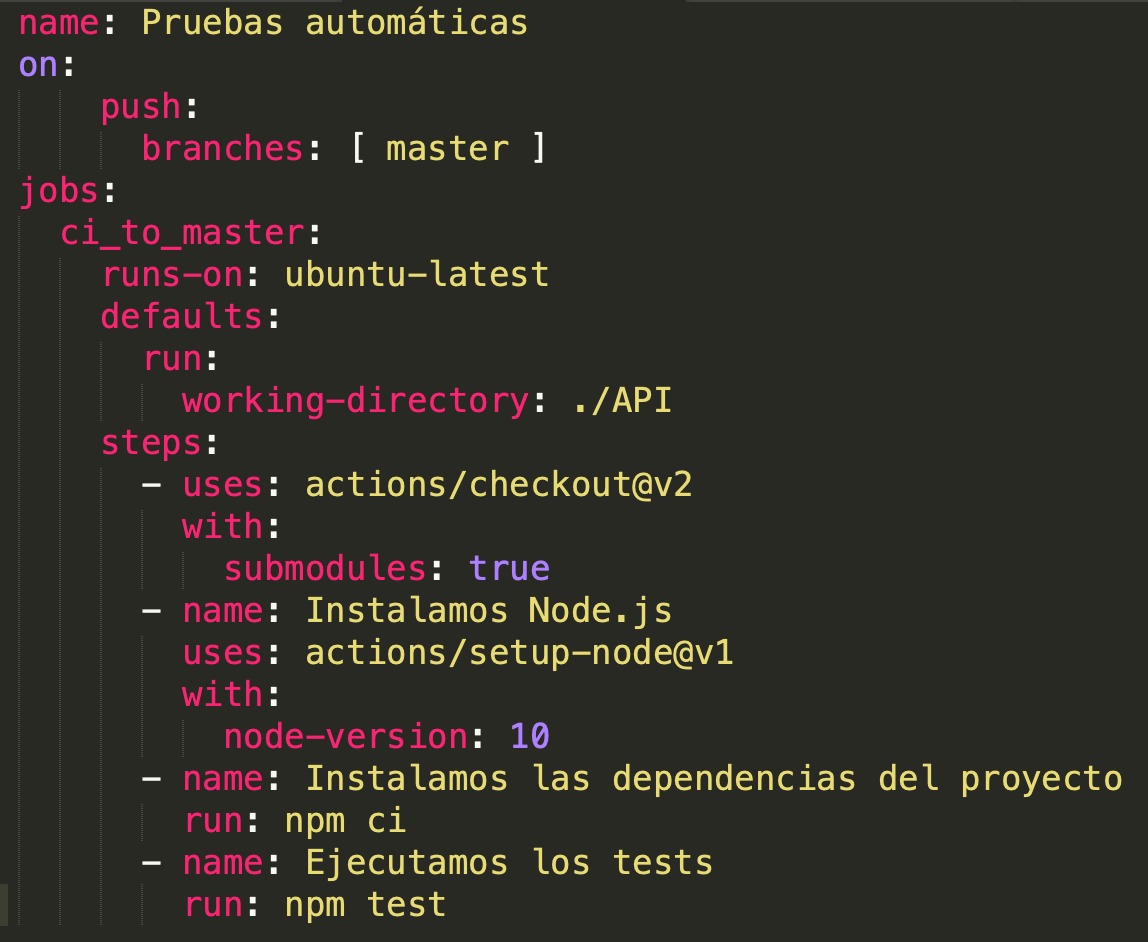 name: Pruebas automáticas
on:
    push:
      branches: [ master ]
jobs:
  ci_to_master:
    runs-on: ubuntu-latest
    defaults:
      run:
        working-directory: ./API
    steps:
      - uses: actions/checkout@v2
        with:
          submodules: true
      - name: Instalamos Node.js
        uses: actions/setup-node@v1
        with:
          node-version: 10
      - name: Instalamos las dependencias del proyecto
        run: npm ci
      - name: Ejecutamos los tests
        run: npm test